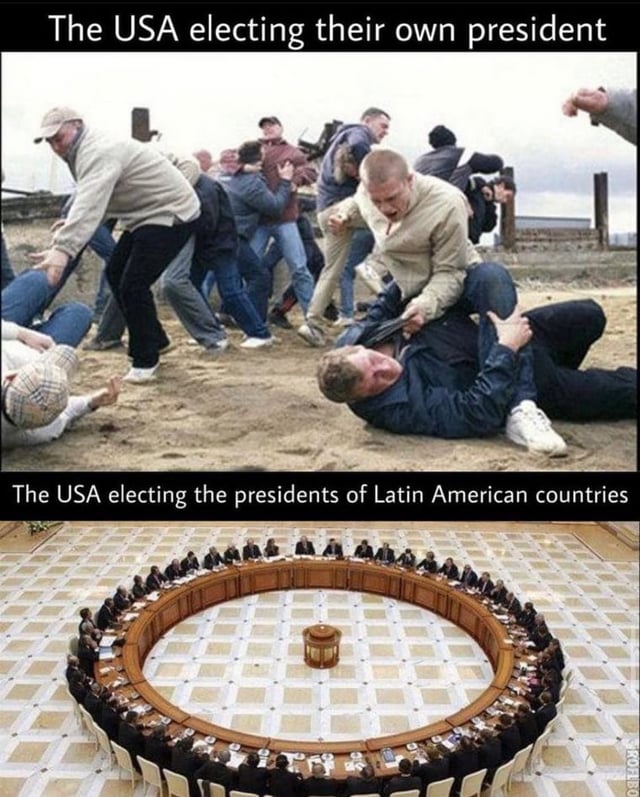 The USA electing their own president
The USA electing the presidents of Latin American countries